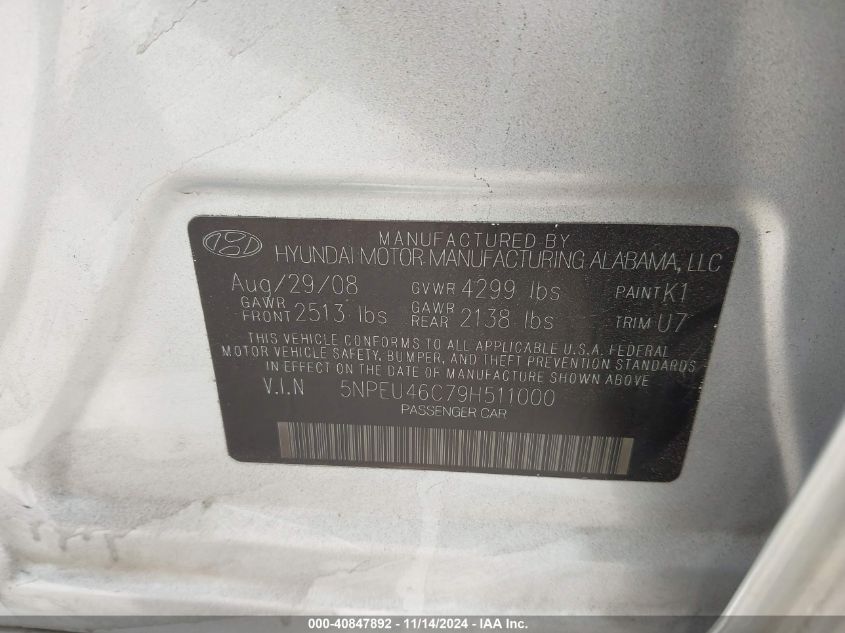 MANUFACTURED BY
HYUNDAI MOTOR MANUFACTURING ALABAMA, LLC
Aug/29/08 GVWR 4299 lbs PAINT K1
GAWR FRONT 2513 lbs GAWR REAR 2138 lbs TRIM U7
THIS VEHICLE CONFORMS TO ALL APPLICABLE U.S.A. FEDERAL
MOTOR VEHICLE SAFETY, BUMPER, AND THEFT PREVENTION STANDARDS
IN EFFECT ON THE DATE OF MANUFACTURE SHOWN ABOVE
V.I.N 5NPEU46C79H511000
PASSENGER CAR
000-40847892 - 11/14/2024 - IAA Inc.